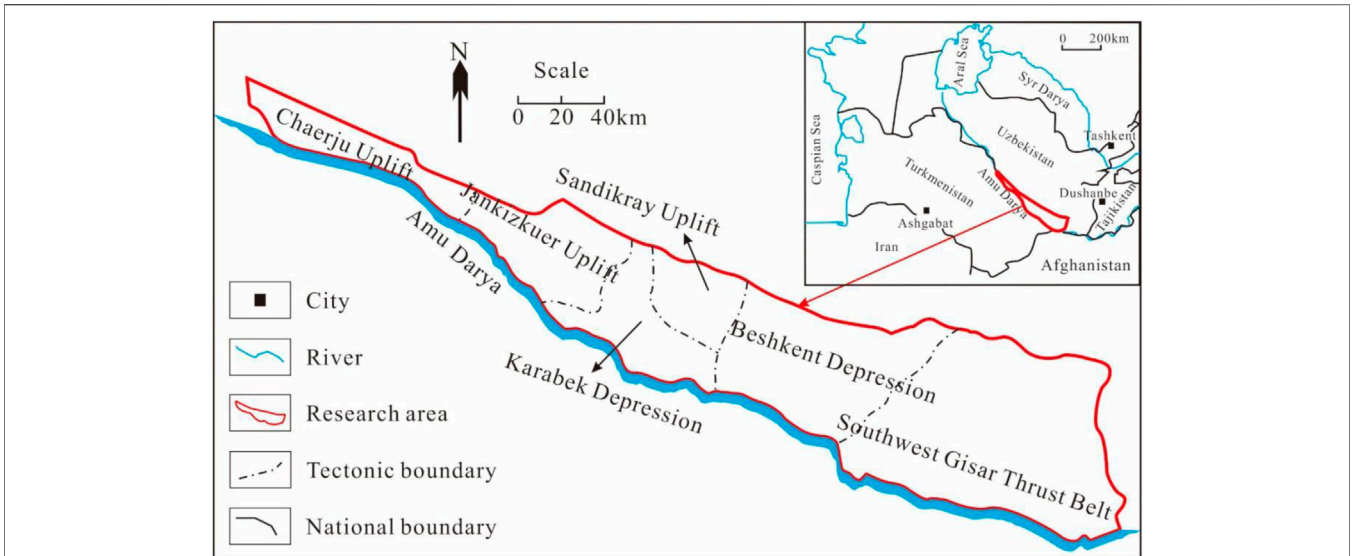 N
Scale
0 20 40km
Chaerju Uplift
Jankizkuer Uplift
Sandikray Uplift
Amu Darya
Karabek Depression
Beshkent Depression
Southwest Gisar Thrust Belt
City
River
Research area
Tectonic boundary
National boundary
0 200km
Aral Sea
Syr Darya
Caspian Sea
Uzbekistan
Tashkent
Turkmenistan
Amu Darya
Dushanbe
Tajikistan
Ashgabat
Iran
Afghanistan